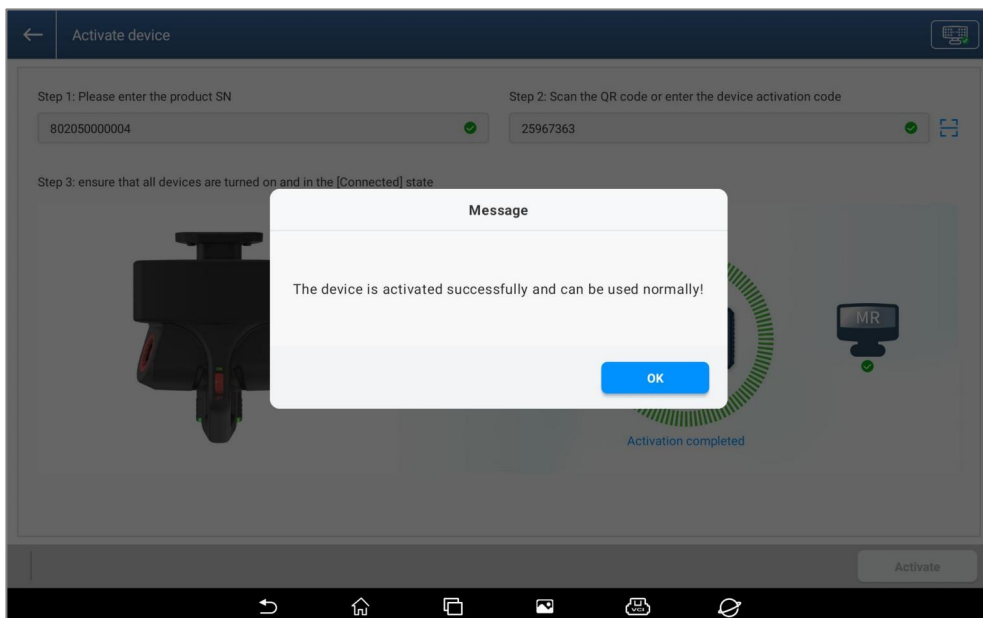 Activate device
Step 1: Please enter the product SN
Step 2: Scan the QR code or enter the device activation code
802050000004
25967363
Step 3: ensure that all devices are turned on and in the [Connected] state
Message
The device is activated successfully and can be used normally!
MR
OK
Activation completed
Activate
VCI